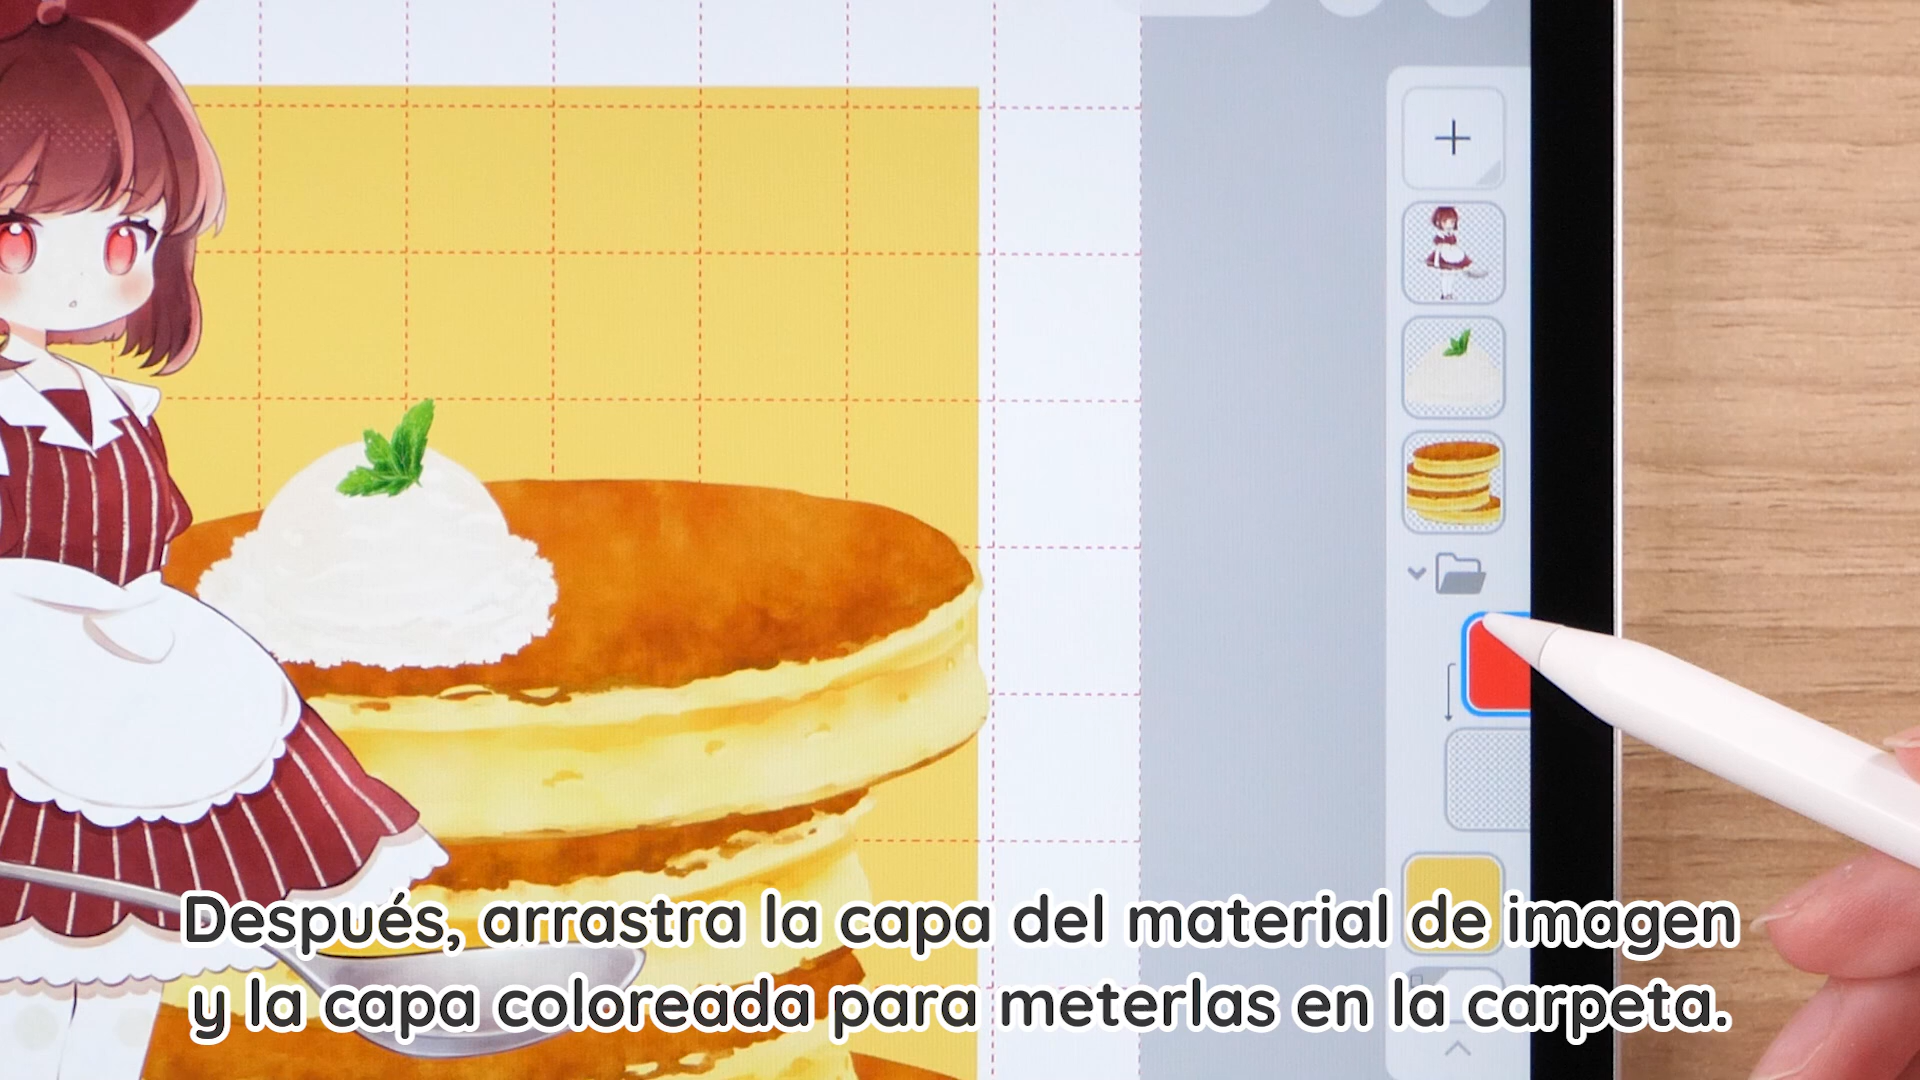 Después, arrastra la capa del material de imagen
y la capa coloreada para meterlas en la carpeta.